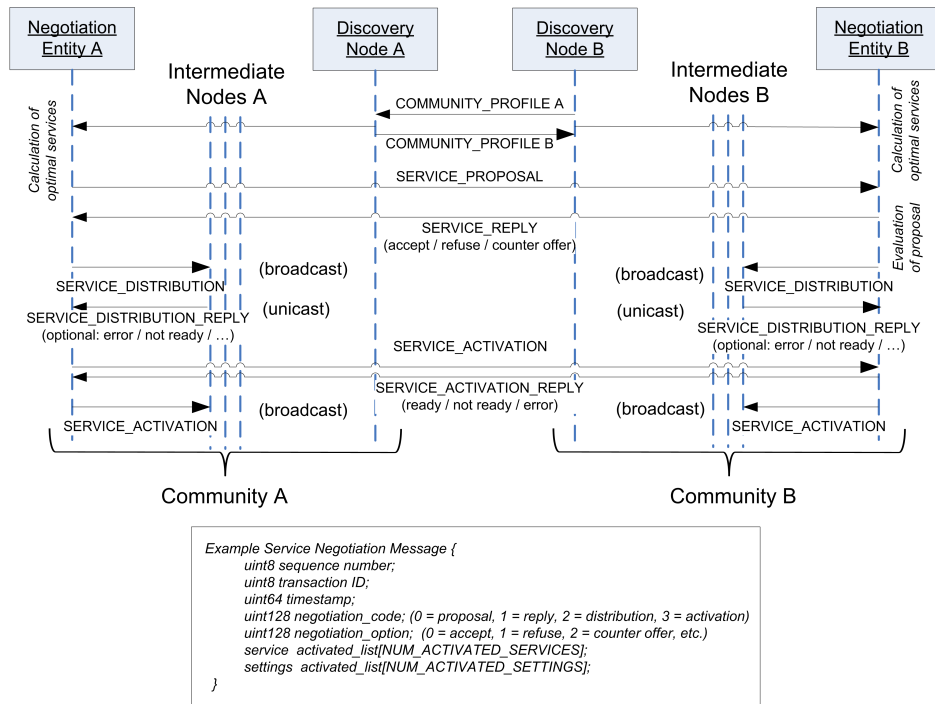 Negotiation
Entity A
Discovery
Node A
Discovery
Node B
Negotiation
Entity B
Intermediate
Nodes A
Intermediate
Nodes B
Calculation of
optimal services
Calculation of
optimal services
COMMUNITY_PROFILE A
COMMUNITY_PROFILE B
SERVICE_PROPOSAL
SERVICE_REPLY
(accept / refuse / counter offer)
Evaluation
of proposal
(broadcast)
SERVICE_DISTRIBUTION
(broadcast)
SERVICE_DISTRIBUTION
(unicast)
SERVICE_DISTRIBUTION_REPLY
(optional: error / not ready / …)
(unicast)
SERVICE_DISTRIBUTION_REPLY
(optional: error / not ready / …)
SERVICE_ACTIVATION
SERVICE_ACTIVATION_REPLY
(ready / not ready / error)
(broadcast)
SERVICE_ACTIVATION
(broadcast)
SERVICE_ACTIVATION
Community A
Community B
Example Service Negotiation Message {
uint8 sequence number;
uint8 transaction ID;
uint64 timestamp;
uint128 negotiation_code; (0 = proposal, 1 = reply, 2 = distribution, 3 = activation)
uint128 negotiation_option; (0 = accept, 1 = refuse, 2 = counter offer, etc.)
service activated_list[NUM_ACTIVATED_SERVICES];
settings activated_list[NUM_ACTIVATED_SETTINGS];
}